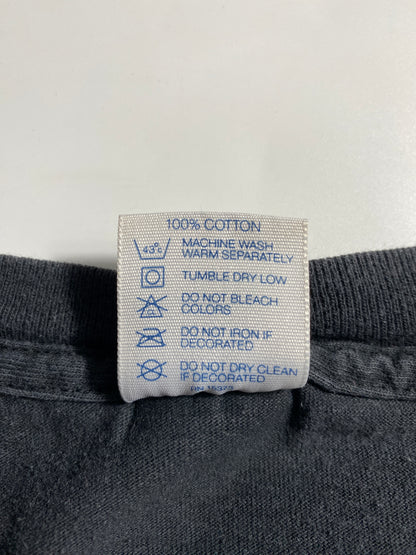 100% COTTON
43°C MACHINE WASH
WARM SEPARATELY
TUMBLE DRY LOW
DO NOT BLEACH
COLORS
DO NOT IRON IF
DECORATED
DO NOT DRY CLEAN
IF DECORATED